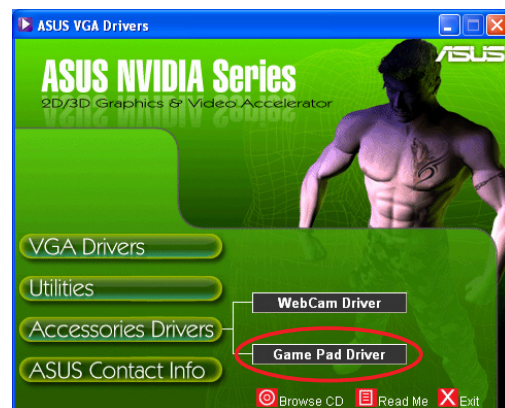 ASUS VGA Drivers
ASUS
ASUS NVIDIA Series
2D/3D Graphics & Video Accelerator
VGA Drivers
Utilities
WebCam Driver
Accessories Drivers
Game Pad Driver
ASUS Contact Info
Browse CD Read Me X Exit